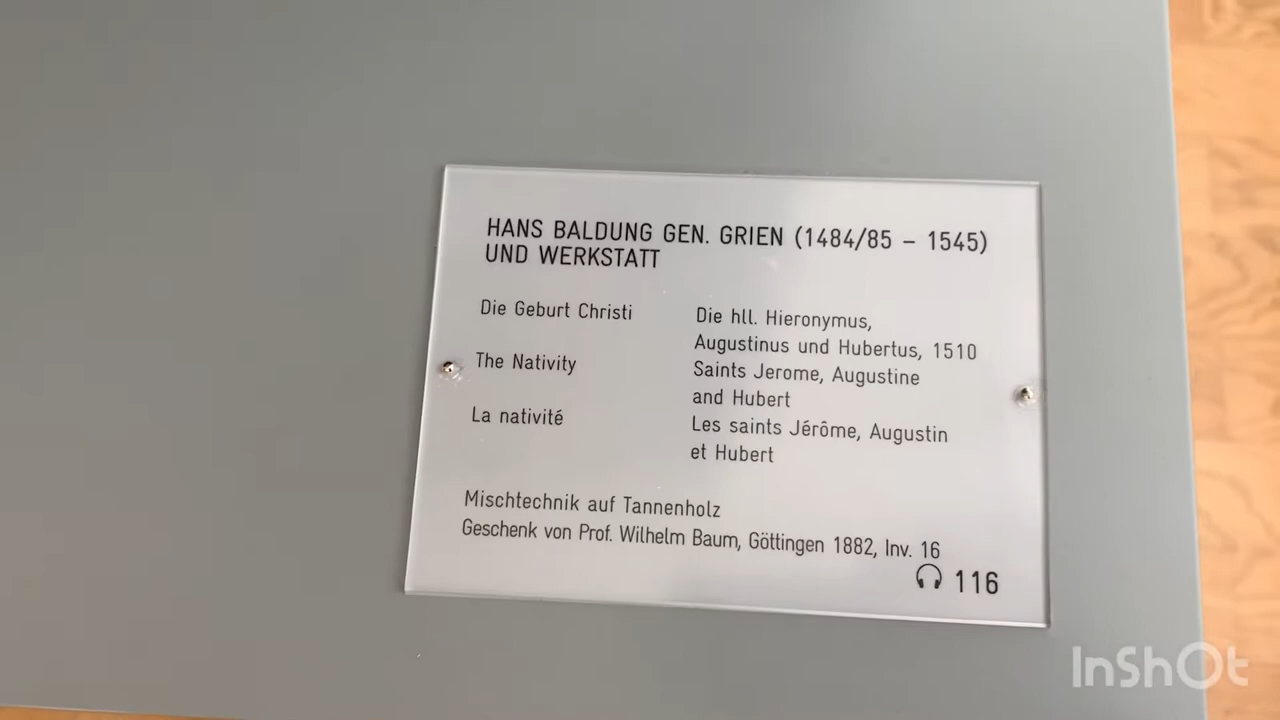 HANS BALDUNG GEN. GRIEN (1484/85 – 1545)
UND WERKSTATT
Die Geburt Christi
The Nativity
La nativité
Die hll. Hieronymus,
Augustinus und Hubertus, 1510
Saints Jerome, Augustine
and Hubert
Les saints Jérôme, Augustin
et Hubert
Mischtechnik auf Tannenholz
Geschenk von Prof. Wilhelm Baum, Göttingen 1882, Inv. 16
116
InShOt